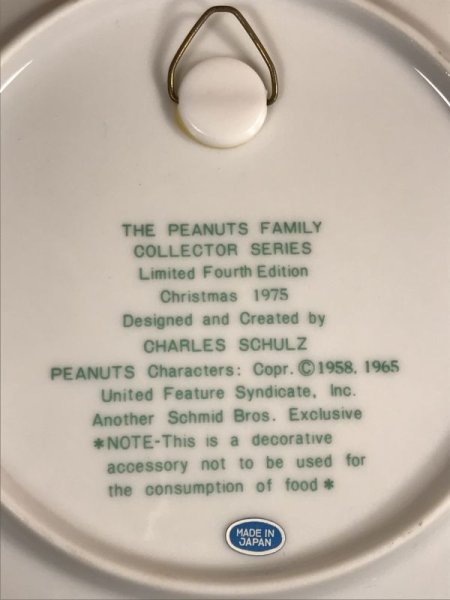 THE PEANUTS FAMILY
COLLECTOR SERIES
Limited Fourth Edition
Christmas 1975
Designed and Created by
CHARLES SCHULZ
PEANUTS Characters: Copr. ©1958. 1965
United Feature Syndicate, Inc.
Another Schmid Bros. Exclusive
*NOTE-This is a decorative
accessory not to be used for
the consumption of food*
MADE IN
JAPAN